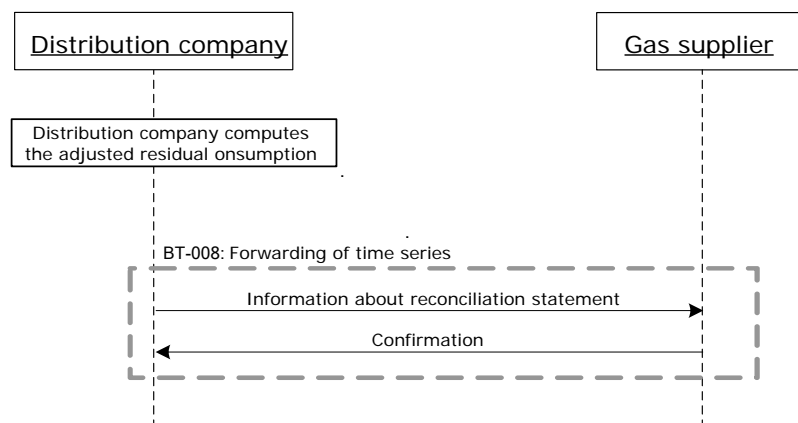 Distribution company
Gas supplier
Distribution company computes
the adjusted residual onsumption
BT-008: Forwarding of time series
Information about reconciliation statement
Confirmation